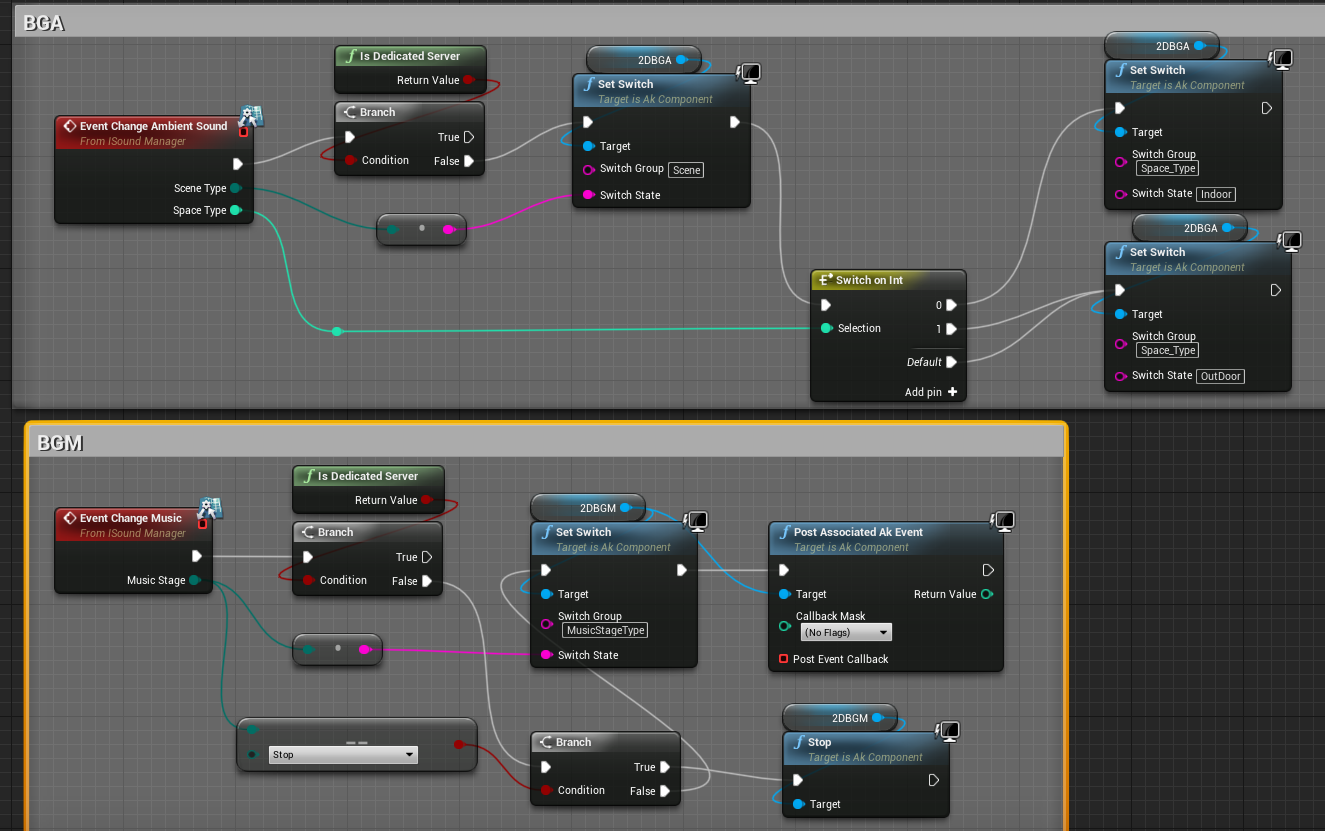 BGA
Event Change Ambient Sound
From ISound Manager
Scene Type
Space Type
Is Dedicated Server
Return Value
Branch
True
Condition
False
2DBGA
Set Switch
Target is Ak Component
Target
Switch Group Scene
Switch State
Switch on Int
0
Selection
1
Default
Add pin
2DBGA
Set Switch
Target is Ak Component
Target
Switch Group
Space_Type
Switch State Indoor
2DBGA
Set Switch
Target is Ak Component
Target
Switch Group
Space_Type
Switch State OutDoor
BGM
Event Change Music
From ISound Manager
Music Stage
Is Dedicated Server
Return Value
Branch
True
Condition
False
==
Stop
2DBGM
Set Switch
Target is Ak Component
Target
Switch Group
MusicStageType
Switch State
Post Associated Ak Event
Target is Ak Component
Target
Return Value
Callback Mask
(No Flags)
Post Event Callback
Branch
True
Condition
False
2DBGM
Stop
Target is Ak Component
Target